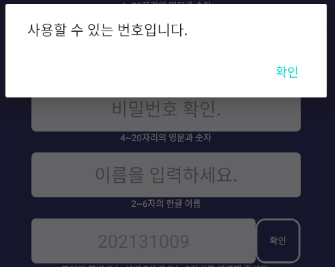 사용할 수 있는 번호입니다.
확인
비밀번호 확인.
4~20자리의 영문과 숫자
이름을 입력하세요.
2~6자의 한글 이름
202131009
확인